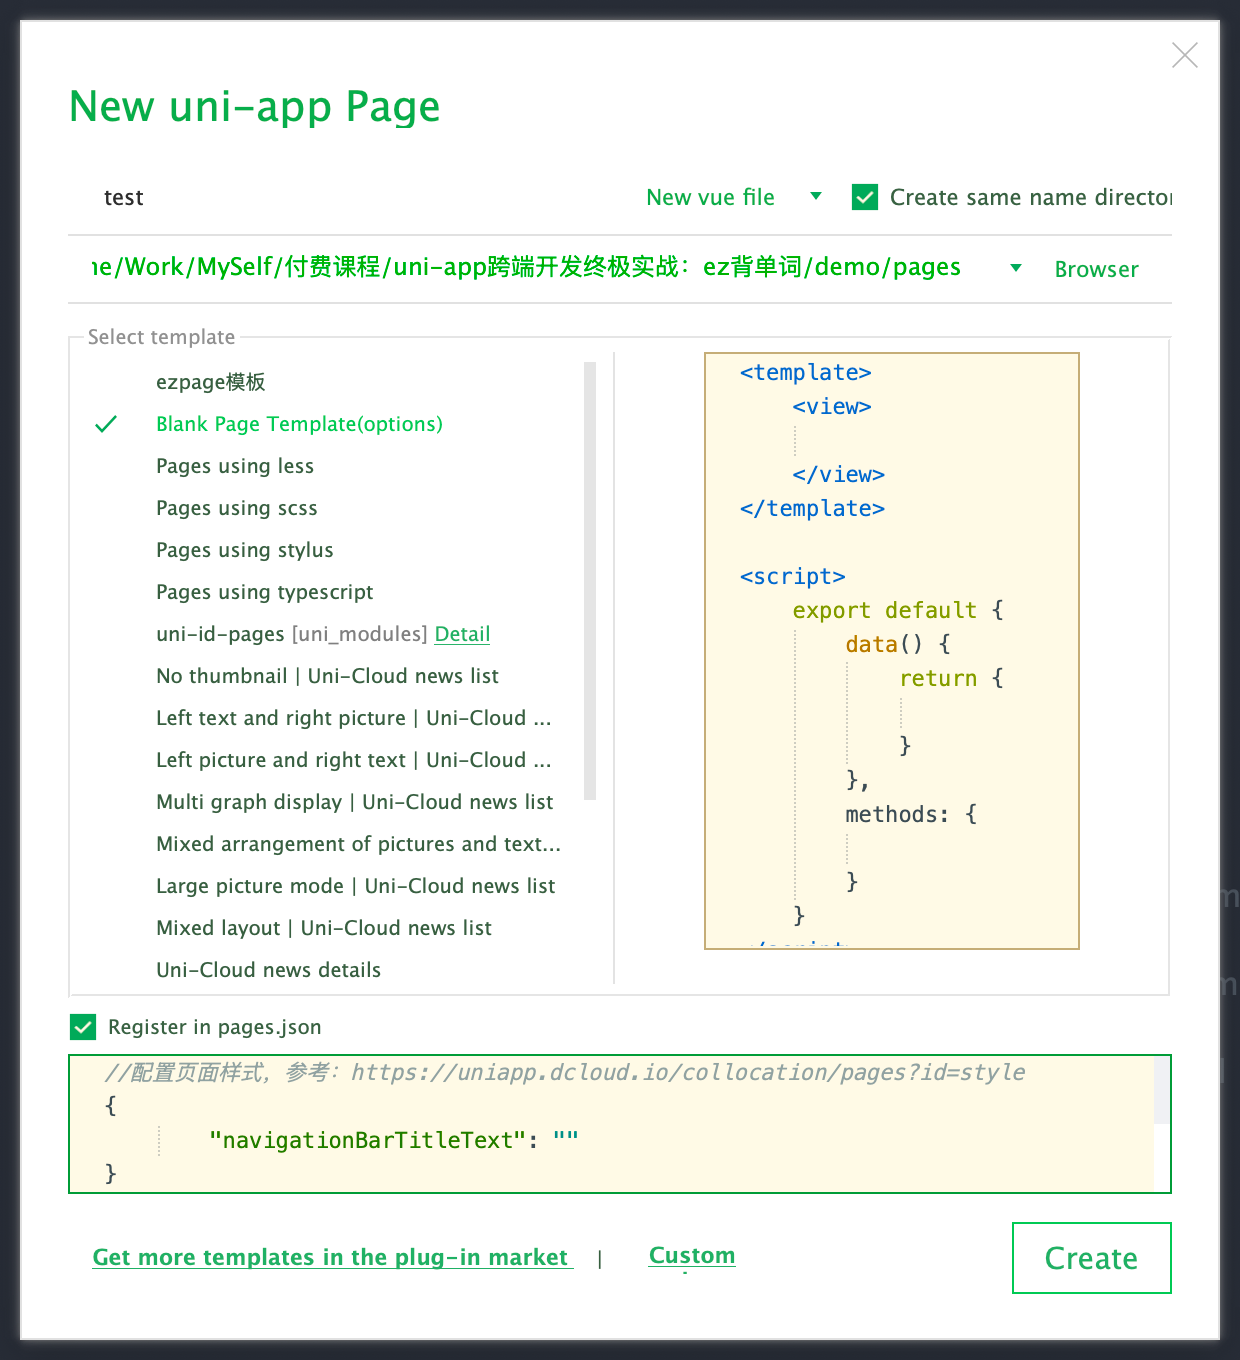 New uni-app Page
test
New vue file
Create same name director
ne/Work/MySelf/付费课程/uni-app跨端开发终极实战：ez背单词/demo/pages
Browser
Select template
ezpage模板
Blank Page Template(options)
Pages using less
Pages using scss
Pages using stylus
Pages using typescript
uni-id-pages [uni_modules] Detail
No thumbnail | Uni-Cloud news list
Left text and right picture | Uni-Cloud ...
Left picture and right text | Uni-Cloud ...
Multi graph display | Uni-Cloud news list
Mixed arrangement of pictures and text...
Large picture mode | Uni-Cloud news list
Mixed layout | Uni-Cloud news list
Uni-Cloud news details
<template>
<view>
</view>
</template>
<script>
export default {
data() {
return {
}
},
methods: {
}
}
Register in pages.json
//配置页面样式，参考：https://uniapp.dcloud.io/collocation/pages?id=style
{
"navigationBarTitleText": ""
}
Get more templates in the plug-in market | Custom
Create